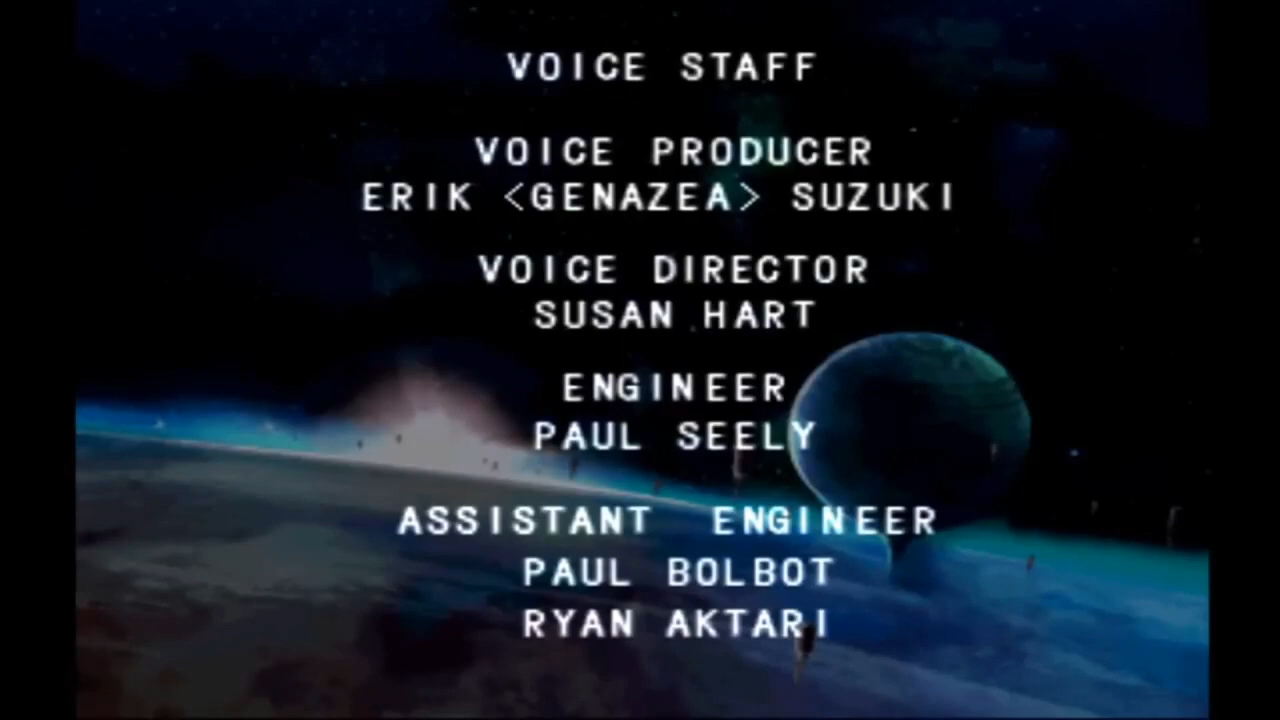 VOICE STAFF
VOICE PRODUCER
ERIK <GENAZEA> SUZUKI
VOICE DIRECTOR
SUSAN HART
ENGINEER
PAUL SEELY
ASSISTANT ENGINEER
PAUL BOLBOT
RYAN AKTARI